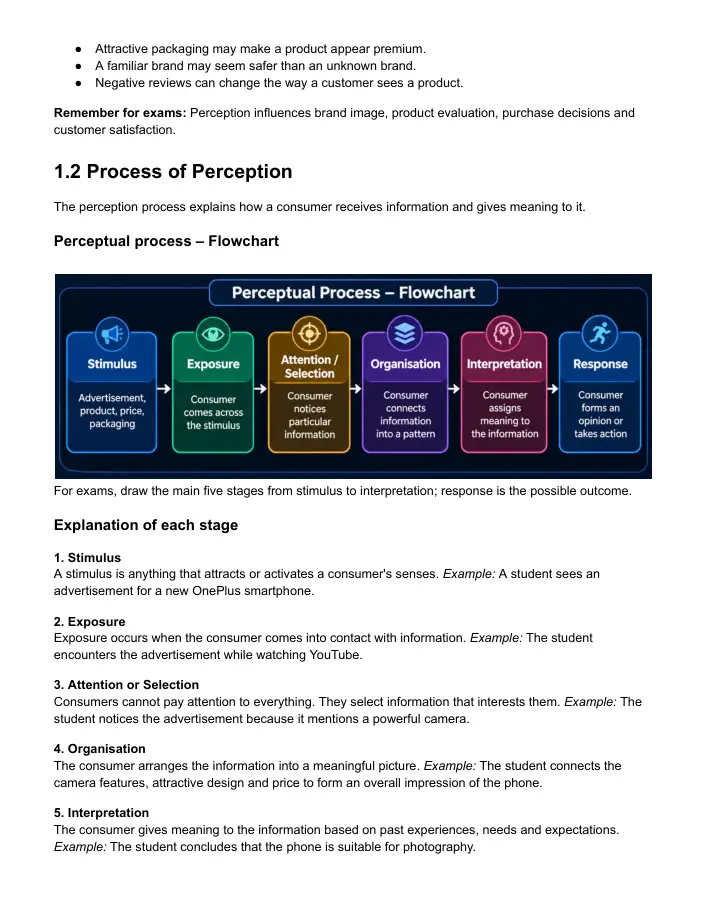 ● Attractive packaging may make a product appear premium.
● A familiar brand may seem safer than an unknown brand.
● Negative reviews can change the way a customer sees a product.
Remember for exams: Perception influences brand image, product evaluation, purchase decisions and
customer satisfaction.
1.2 Process of Perception
The perception process explains how a consumer receives information and gives meaning to it.
Perceptual process – Flowchart
Perceptual Process – Flowchart
Stimulus
Advertisement,
product, price,
packaging
Exposure
Consumer
comes across
the stimulus
Attention /
Selection
Consumer
notices
particular
information
Organisation
Consumer
connects
information
into a pattern
Interpretation
Consumer
assigns
meaning to
the information
Response
Consumer
forms an
opinion or
takes action
For exams, draw the main five stages from stimulus to interpretation; response is the possible outcome.
Explanation of each stage
1. Stimulus
A stimulus is anything that attracts or activates a consumer's senses. Example: A student sees an
advertisement for a new OnePlus smartphone.
2. Exposure
Exposure occurs when the consumer comes into contact with information. Example: The student
encounters the advertisement while watching YouTube.
3. Attention or Selection
Consumers cannot pay attention to everything. They select information that interests them. Example: The
student notices the advertisement because it mentions a powerful camera.
4. Organisation
The consumer arranges the information into a meaningful picture. Example: The student connects the
camera features, attractive design and price to form an overall impression of the phone.
5. Interpretation
The consumer gives meaning to the information based on past experiences, needs and expectations.
Example: The student concludes that the phone is suitable for photography.